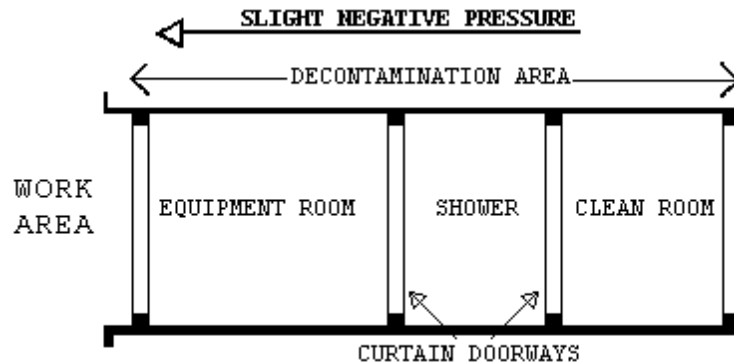 SLIGHT NEGATIVE PRESSURE
DECONTAMINATION AREA
WORK
AREA
EQUIPMENT ROOM
SHOWER
CLEAN ROOM
CURTAIN DOORWAYS